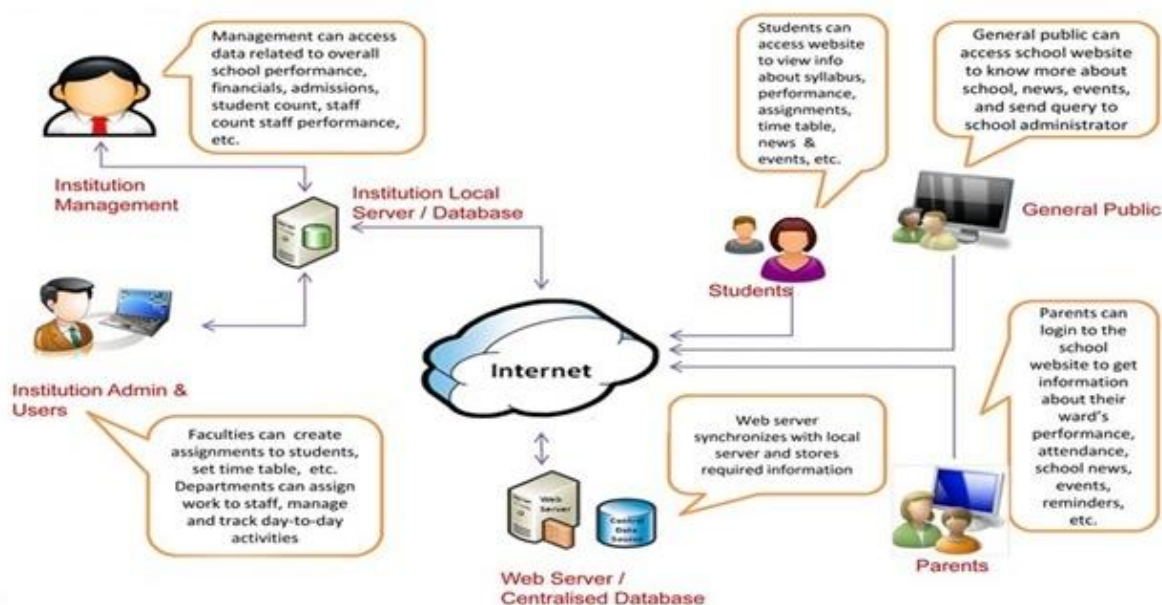 Management can access
data related to overall
school performance,
financials, admissions,
student count, staff
count staff performance,
etc.
Students can
access website
to view info
about syllabus,
performance,
assignments,
time table,
news &
events, etc.
General public can
access school website
to know more about
school, news, events,
and send query to
school administrator
Institution
Management
Institution Local
Server / Database
General Public
Students
Institution Admin &
Users
Internet
Parents can
login to the
school
website to get
information
about their
ward's
performance,
attendance,
school news,
events,
reminders,
etc.
Faculties can create
assignments to students,
set time table, etc.
Departments can assign
work to staff, manage
and track day-to-day
activities
Web server
synchronizes with local
server and stores
required information
Web
Server
Central
Data
Parents
Web Server /
Centralised Database